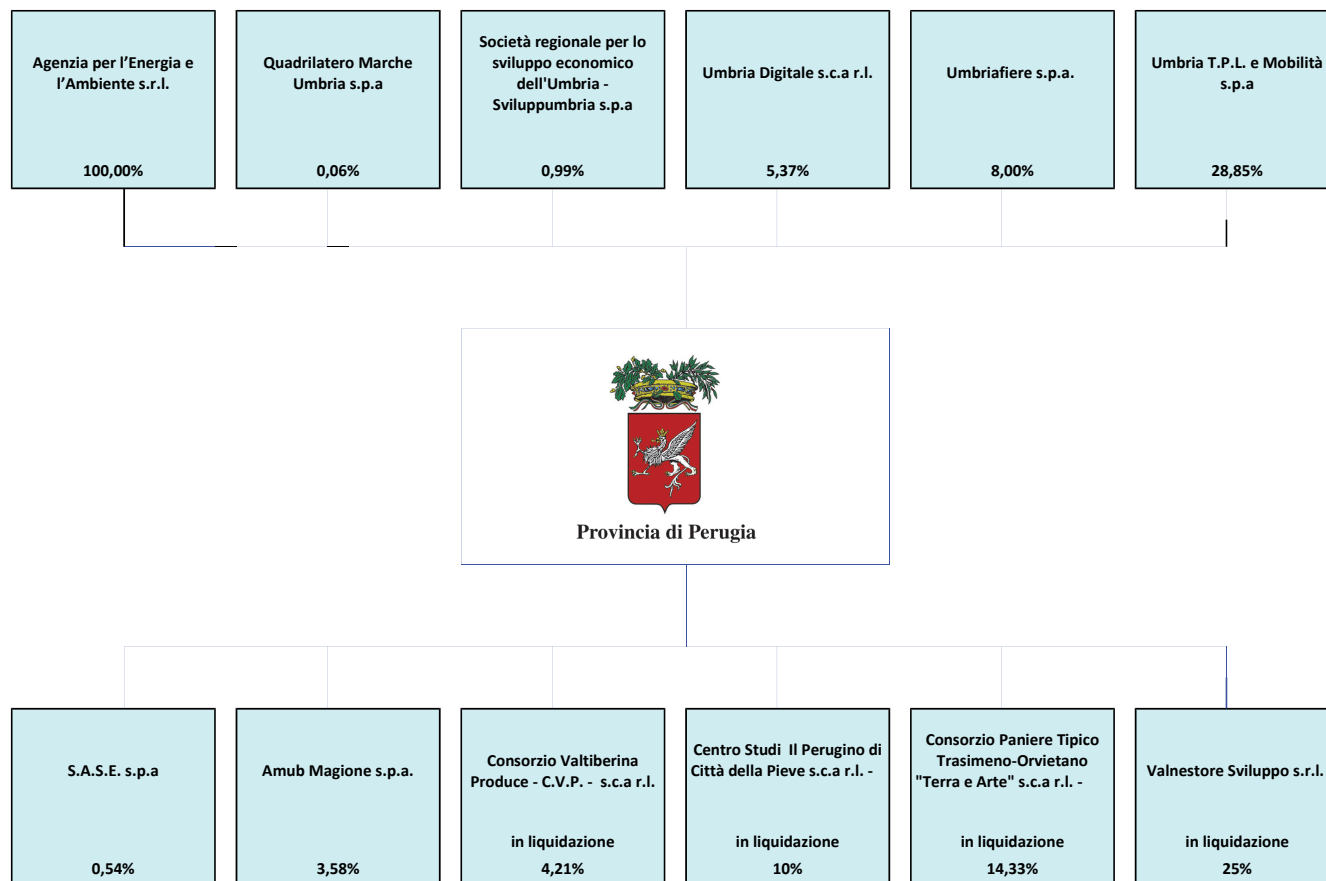 Agenzia per l’Energia e
l’Ambiente s.r.l.
100,00%
Quadrilatero Marche
Umbria s.p.a
0,06%
Società regionale per lo
sviluppo economico
dell'Umbria -
Sviluppumbria s.p.a
0,99%
Umbria Digitale s.c.a r.l.
5,37%
Umbriafiere s.p.a.
8,00%
Umbria T.P.L. e Mobilità
s.p.a
28,85%
Provincia di Perugia
S.A.S.E. s.p.a
0,54%
Amub Magione s.p.a.
3,58%
Consorzio Valtiberina
Produce - C.V.P. - s.c.a r.l.
in liquidazione
4,21%
Centro Studi Il Perugino di
Città della Pieve s.c.a r.l. -
in liquidazione
10%
Consorzio Paniere Tipico
Trasimeno-Orvietano
"Terra e Arte" s.c.a r.l. -
in liquidazione
14,33%
Valnestore Sviluppo s.r.l.
in liquidazione
25%